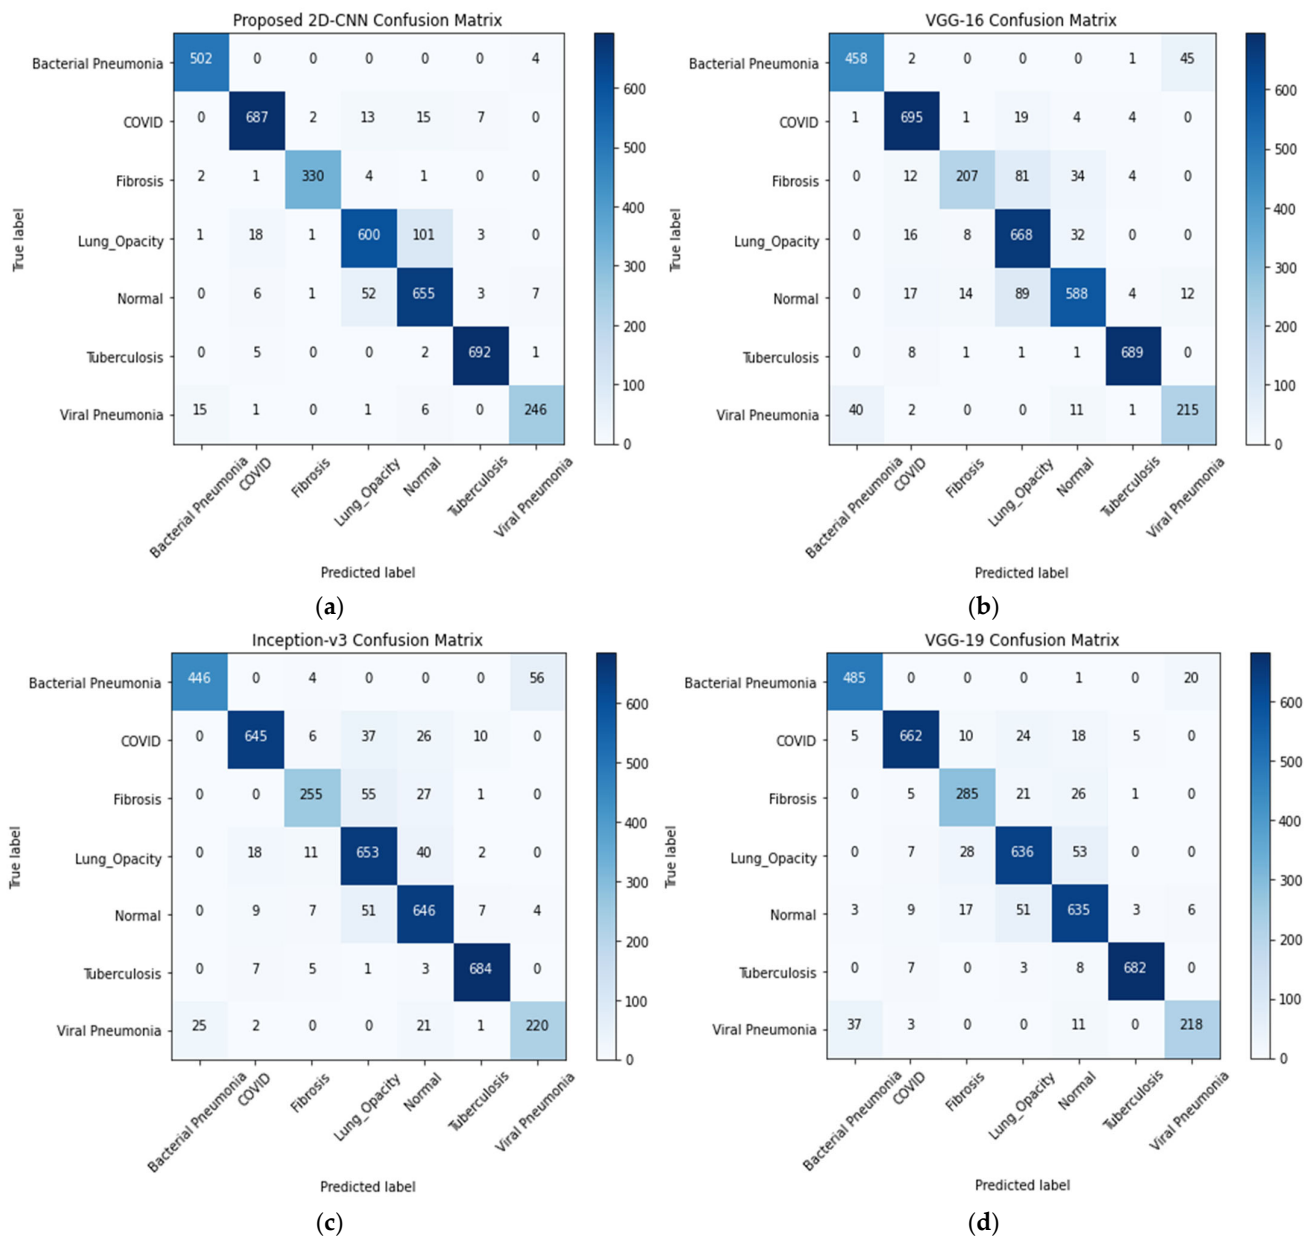 Proposed 2D-CNN Confusion Matrix
Bacterial Pneumonia 502 0 0 0 0 0 4
COVID 0 687 2 13 15 7 0
Fibrosis 2 1 330 4 1 0 0
Lung_Opacity 1 18 1 600 101 3 0
Normal 0 6 1 52 655 3 7
Tuberculosis 0 5 0 0 2 692 1
Viral Pneumonia 15 1 0 1 6 0 246
True label
Bacterial Pneumonia
COVID
Fibrosis
Lung_Opacity
Normal
Tuberculosis
Viral Pneumonia
Predicted label
600
500
400
300
200
100
0
(a)
VGG-16 Confusion Matrix
Bacterial Pneumonia 458 2 0 0 0 1 45
COVID 1 695 1 19 4 4 0
Fibrosis 0 12 207 81 34 4 0
Lung_Opacity 0 16 8 668 32 0 0
Normal 0 17 14 89 588 4 12
Tuberculosis 0 8 1 1 1 689 0
Viral Pneumonia 40 2 0 0 11 1 215
True label
Bacterial Pneumonia
COVID
Fibrosis
Lung_Opacity
Normal
Tuberculosis
Viral Pneumonia
Predicted label
600
500
400
300
200
100
0
(b)
Inception-v3 Confusion Matrix
Bacterial Pneumonia 446 0 4 0 0 0 56
COVID 0 645 6 37 26 10 0
Fibrosis 0 0 255 55 27 1 0
Lung_Opacity 0 18 11 653 40 2 0
Normal 0 9 7 51 646 7 4
Tuberculosis 0 7 5 1 3 684 0
Viral Pneumonia 25 2 0 0 21 1 220
True label
Bacterial Pneumonia
COVID
Fibrosis
Lung_Opacity
Normal
Tuberculosis
Viral Pneumonia
Predicted label
600
500
400
300
200
100
0
(c)
VGG-19 Confusion Matrix
Bacterial Pneumonia 485 0 0 0 1 0 20
COVID 5 662 10 24 18 5 0
Fibrosis 0 5 285 21 26 1 0
Lung_Opacity 0 7 28 636 53 0 0
Normal 3 9 17 51 635 3 6
Tuberculosis 0 7 0 3 8 682 0
Viral Pneumonia 37 3 0 0 11 0 218
True label
Bacterial Pneumonia
COVID
Fibrosis
Lung_Opacity
Normal
Tuberculosis
Viral Pneumonia
Predicted label
600
500
400
300
200
100
0
(d)